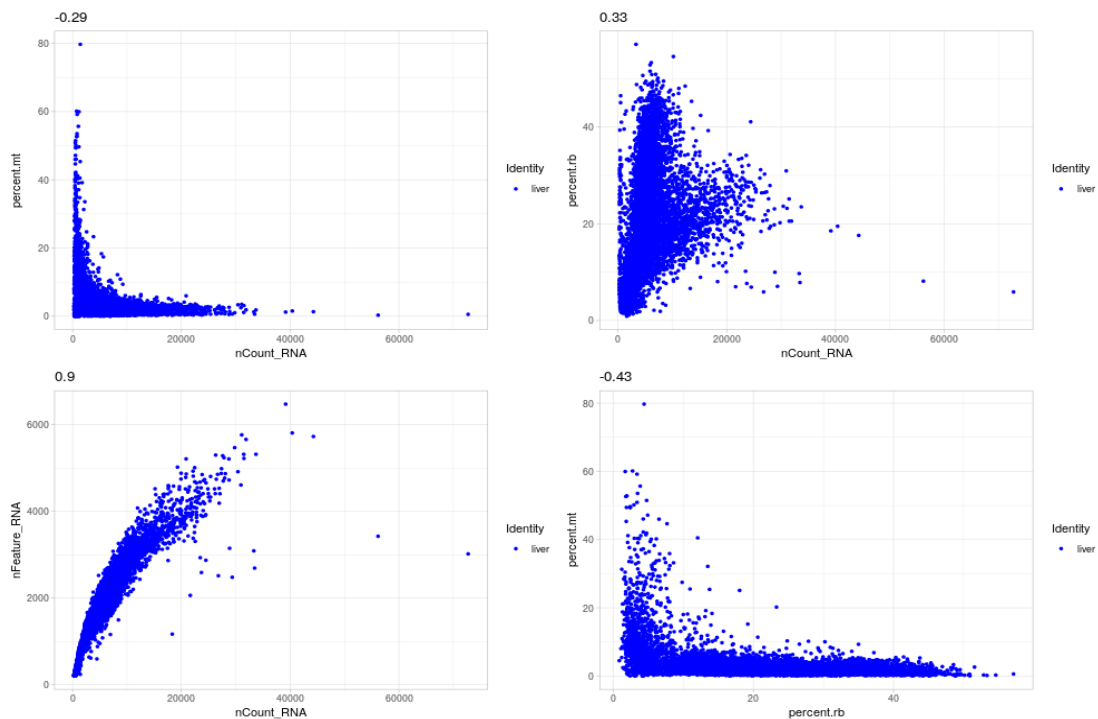 -0.29
80
60
40
20
0
percent.mt
0 20000 40000 60000
nCount_RNA
Identity
liver
0.33
40
20
0
percent.rb
0 20000 40000 60000
nCount_RNA
Identity
liver
0.9
6000
4000
2000
0
nFeature_RNA
0 20000 40000 60000
nCount_RNA
Identity
liver
-0.43
80
60
40
20
0
percent.mt
0 20 40
percent.rb
Identity
liver